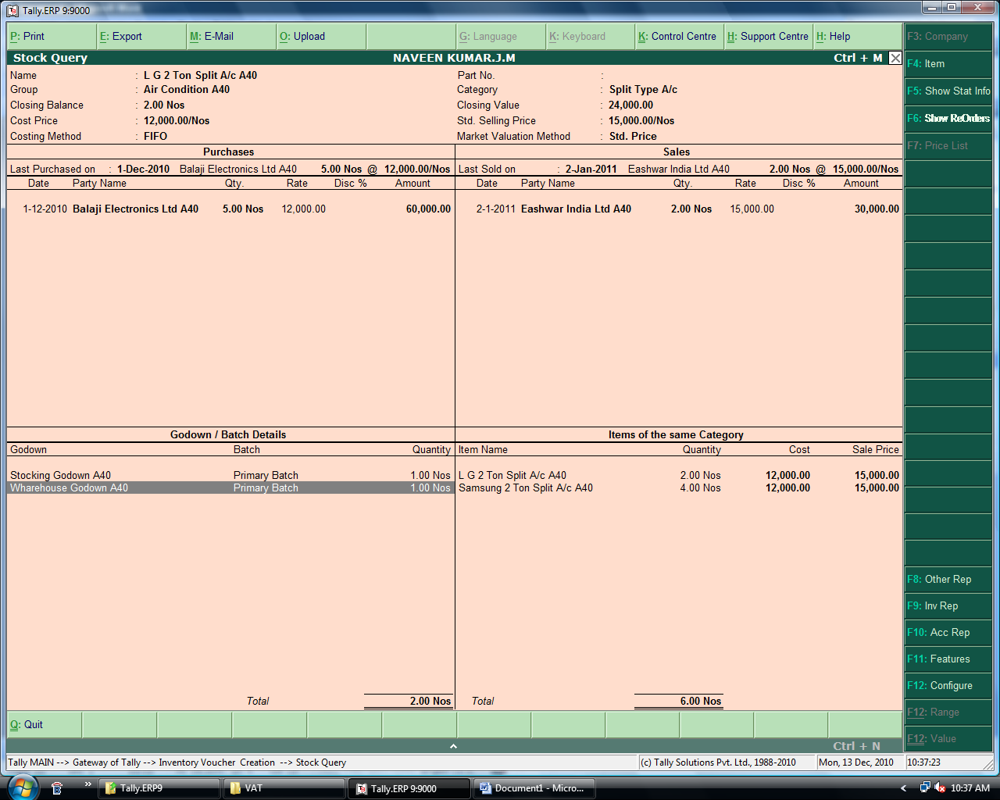 Tally.ERP 9:9000
P: Print E: Export M: E-Mail O: Upload G: Language K: Keyboard K: Control Centre H: Support Centre H: Help
Stock Query NAVEEN KUMAR.J.M Ctrl + M
Name : L G 2 Ton Split A/c A40 Part No. :
Group : Air Condition A40 Category : Split Type A/c
Closing Balance : 2.00 Nos Closing Value : 24,000.00
Cost Price : 12,000.00/Nos Std. Selling Price : 15,000.00/Nos
Costing Method : FIFO Market Valuation Method : Std. Price
Purchases Sales
Last Purchased on : 1-Dec-2010 Balaji Electronics Ltd A40 5.00 Nos @ 12,000.00/Nos Last Sold on : 2-Jan-2011 Eashwar India Ltd A40 2.00 Nos @ 15,000.00/Nos
Date Party Name Qty. Rate Disc % Amount Date Party Name Qty. Rate Disc % Amount
1-12-2010 Balaji Electronics Ltd A40 5.00 Nos 12,000.00 60,000.00 2-1-2011 Eashwar India Ltd A40 2.00 Nos 15,000.00 30,000.00
Godown / Batch Details Items of the same Category
Godown Batch Quantity Item Name Quantity Cost Sale Price
Stocking Godown A40 Primary Batch 1.00 Nos L G 2 Ton Split A/c A40 2.00 Nos 12,000.00 15,000.00
Wharehouse Godown A40 Primary Batch 1.00 Nos Samsung 2 Ton Split A/c A40 4.00 Nos 12,000.00 15,000.00
Total 2.00 Nos Total 6.00 Nos
Q: Quit
Ctrl + N
F3: Company
F4: Item
F5: Show Stat Info
F6: Show ReOrders
F7: Price List
F8: Other Rep
F9: Inv Rep
F10: Acc Rep
F11: Features
F12: Configure
F12: Range
F12: Value
Tally MAIN --> Gateway of Tally --> Inventory Voucher Creation --> Stock Query (c) Tally Solutions Pvt. Ltd., 1988-2010 Mon, 13 Dec, 2010 10:37:23
Tally.ERP9 VAT Tally.ERP 9:9000 Document1 - Micro... 10:37 AM